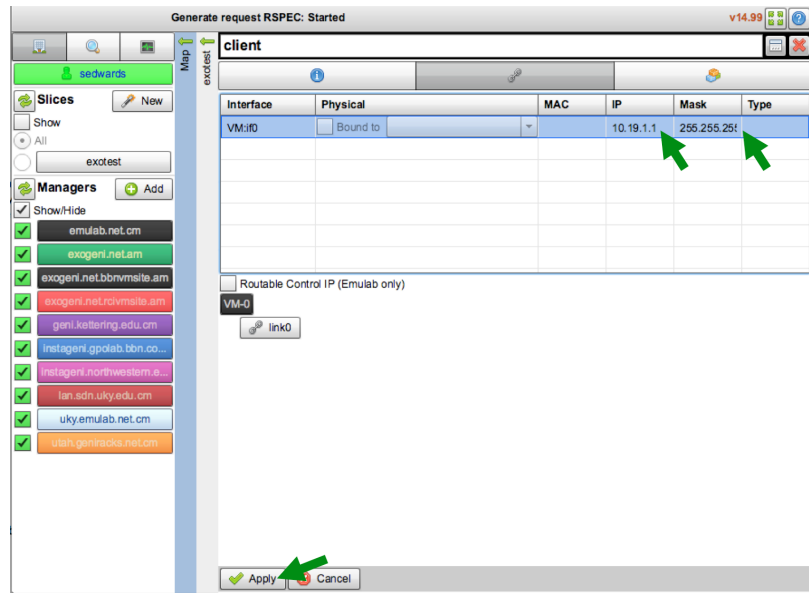 Generate request RSPEC: Started
v14.99
sedwards
Slices
New
Show
All
exotest
Managers
Add
Show/Hide
emulab.net.cm
exogeni.net.am
exogeni.net.bbnvmsite.am
exogeni.net.rcivmsite.am
geni.kettering.edu.cm
instageni.gpolab.bbn.co...
instageni.northwestern.e...
lan.sdn.uky.edu.cm
uky.emulab.net.cm
utah.geniracks.net.cm
Map
exotest
client
Interface Physical MAC IP Mask Type
VM:if0 Bound to 10.19.1.1 255.255.255
Routable Control IP (Emulab only)
VM-0
link0
Apply Cancel